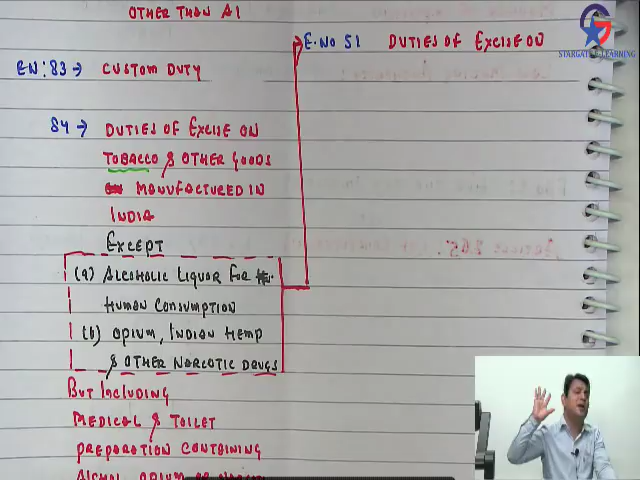 OTHER THAN AI
EN: 83 → CUSTOM DUTY
84 → DUTIES OF EXCISE ON
TOBACCO & OTHER GOODS
MANUFACTURED IN
INDIA
EXCEPT
(a) ALCOHOLIC LIQUOR FOR
HUMAN CONSUMPTION
(b) OPIUM, INDIAN HEMP
& OTHER NARCOTIC DRUGS
BUT INCLUDING
MEDICAL & TOILET
PREPARATION CONTAINING
E.NO 51 DUTIES OF EXCISE ON
STARGATE LEARNING